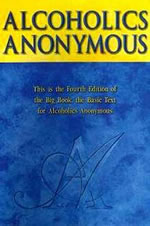 ALCOHOLICS
ANONYMOUS
This is the Fourth Edition of
the Big Book, the Basic Text
for Alcoholics Anonymous